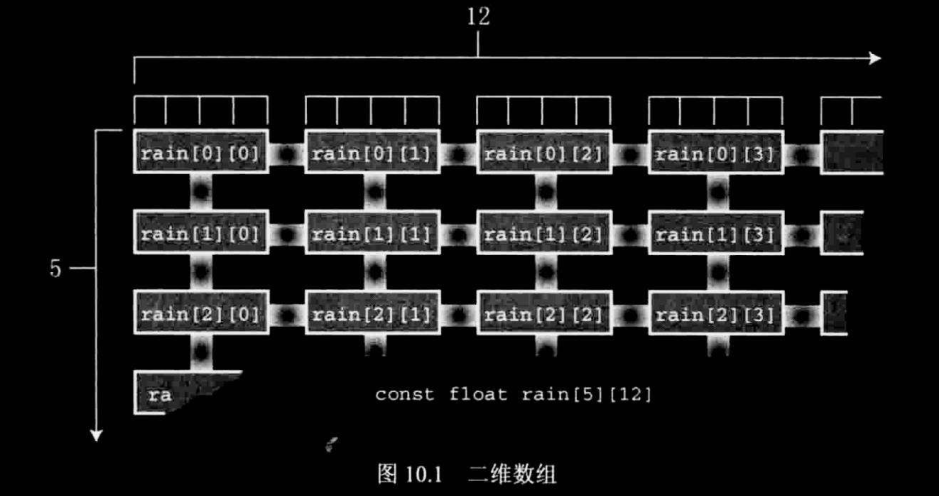 12
rain[0][0] rain[0][1] rain[0][2] rain[0][3]
5
rain[1][0] rain[1][1] rain[1][2] rain[1][3]
rain[2][0] rain[2][1] rain[2][2] rain[2][3]
ra
const float rain[5][12]
图 10.1 二维数组